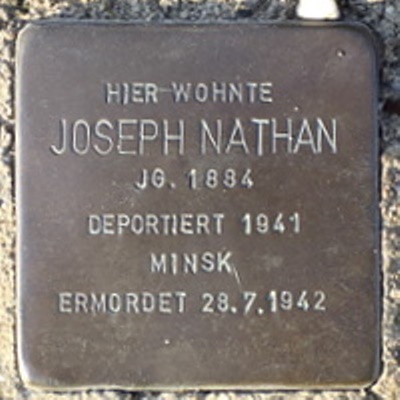 HIER WOHNTE
JOSEPH NATHAN
JG. 1884
DEPORTIERT 1941
MINSK
ERMORDET 28.7.1942